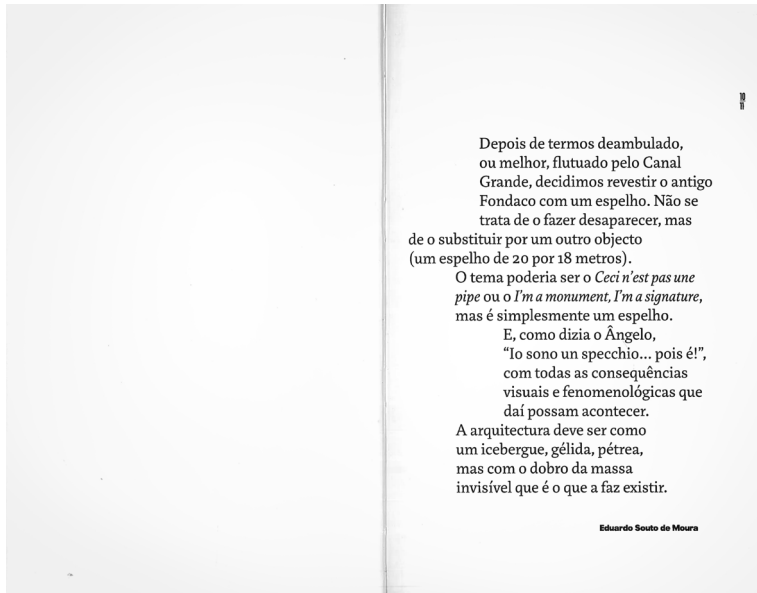 10
11
Depois de termos deambulado,
ou melhor, flutuado pelo Canal
Grande, decidimos revestir o antigo
Fondaco com um espelho. Não se
trata de o fazer desaparecer, mas
de o substituir por um outro objecto
(um espelho de 20 por 18 metros).
O tema poderia ser o Ceci n’est pas une
pipe ou o I’m a monument, I’m a signature,
mas é simplesmente um espelho.
E, como dizia o Ângelo,
“Io sono un specchio... pois é!”,
com todas as consequências
visuais e fenomenológicas que
daí possam acontecer.
A arquitectura deve ser como
um icebergue, gélida, pétrea,
mas com o dobro da massa
invisível que é o que a faz existir.
Eduardo Souto de Moura